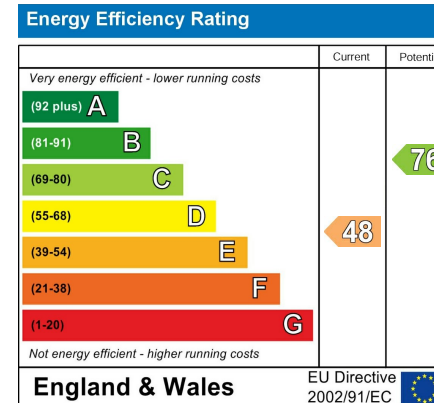 Energy Efficiency Rating
Current Potenti
Very energy efficient - lower running costs
(92 plus) A
(81-91) B
(69-80) C
(55-68) D
(39-54) E
(21-38) F
(1-20) G
48
76
Not energy efficient - higher running costs
England & Wales
EU Directive
2002/91/EC